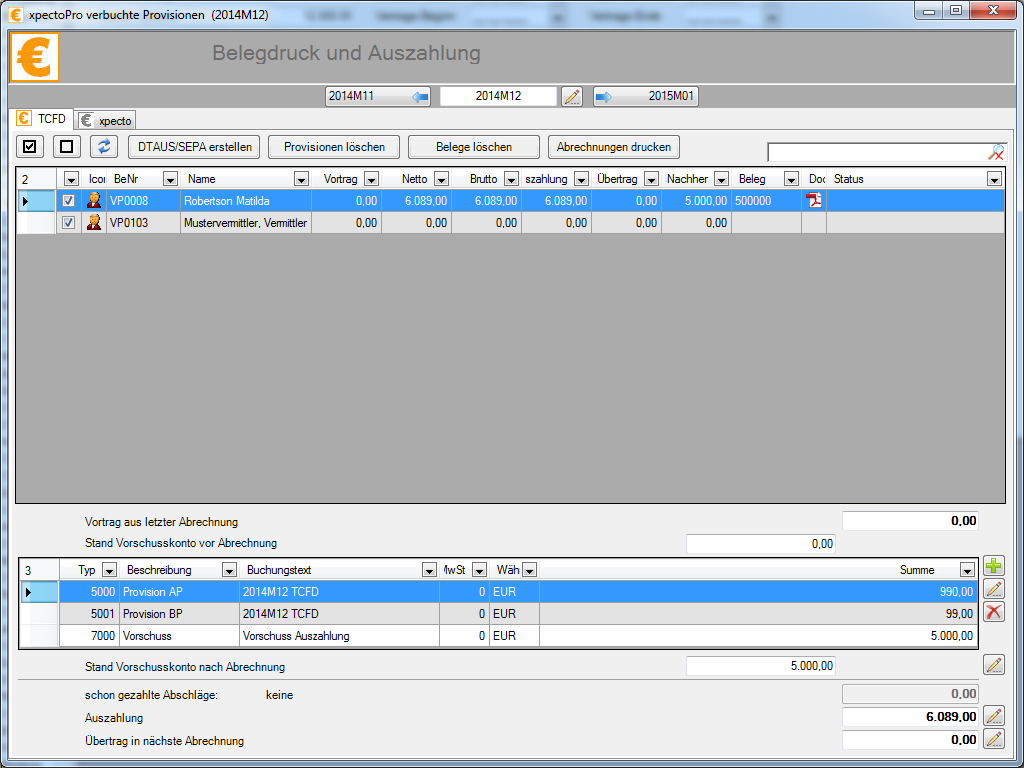 xpectoPro verbuchte Provisionen (2014M12)
Belegdruck und Auszahlung
2014M11 2014M12 2015M01
TCFD xpecto
DTAUS/SEPA erstellen Provisionen löschen Belege löschen Abrechnungen drucken
2 Icor BeNr Name Vortrag Netto Brutto szahlung Übertrag Nachher Beleg Doc Status
VP0008 Robertson Matilda 0,00 6.089,00 6.089,00 6.089,00 0,00 5.000,00 500000
VP0103 Mustervermittler, Vermittler 0,00 0,00 0,00 0,00 0,00 0,00
Vortrag aus letzter Abrechnung 0,00
Stand Vorschusskonto vor Abrechnung 0,00
3 Typ Beschreibung Buchungstext MwSt Wäh Summe
5000 Provision AP 2014M12 TCFD 0 EUR 990,00
5001 Provision BP 2014M12 TCFD 0 EUR 99,00
7000 Vorschuss Vorschuss Auszahlung 0 EUR 5.000,00
Stand Vorschusskonto nach Abrechnung 5.000,00
schon gezahlte Abschläge: keine 0,00
Auszahlung 6.089,00
Übertrag in nächste Abrechnung 0,00